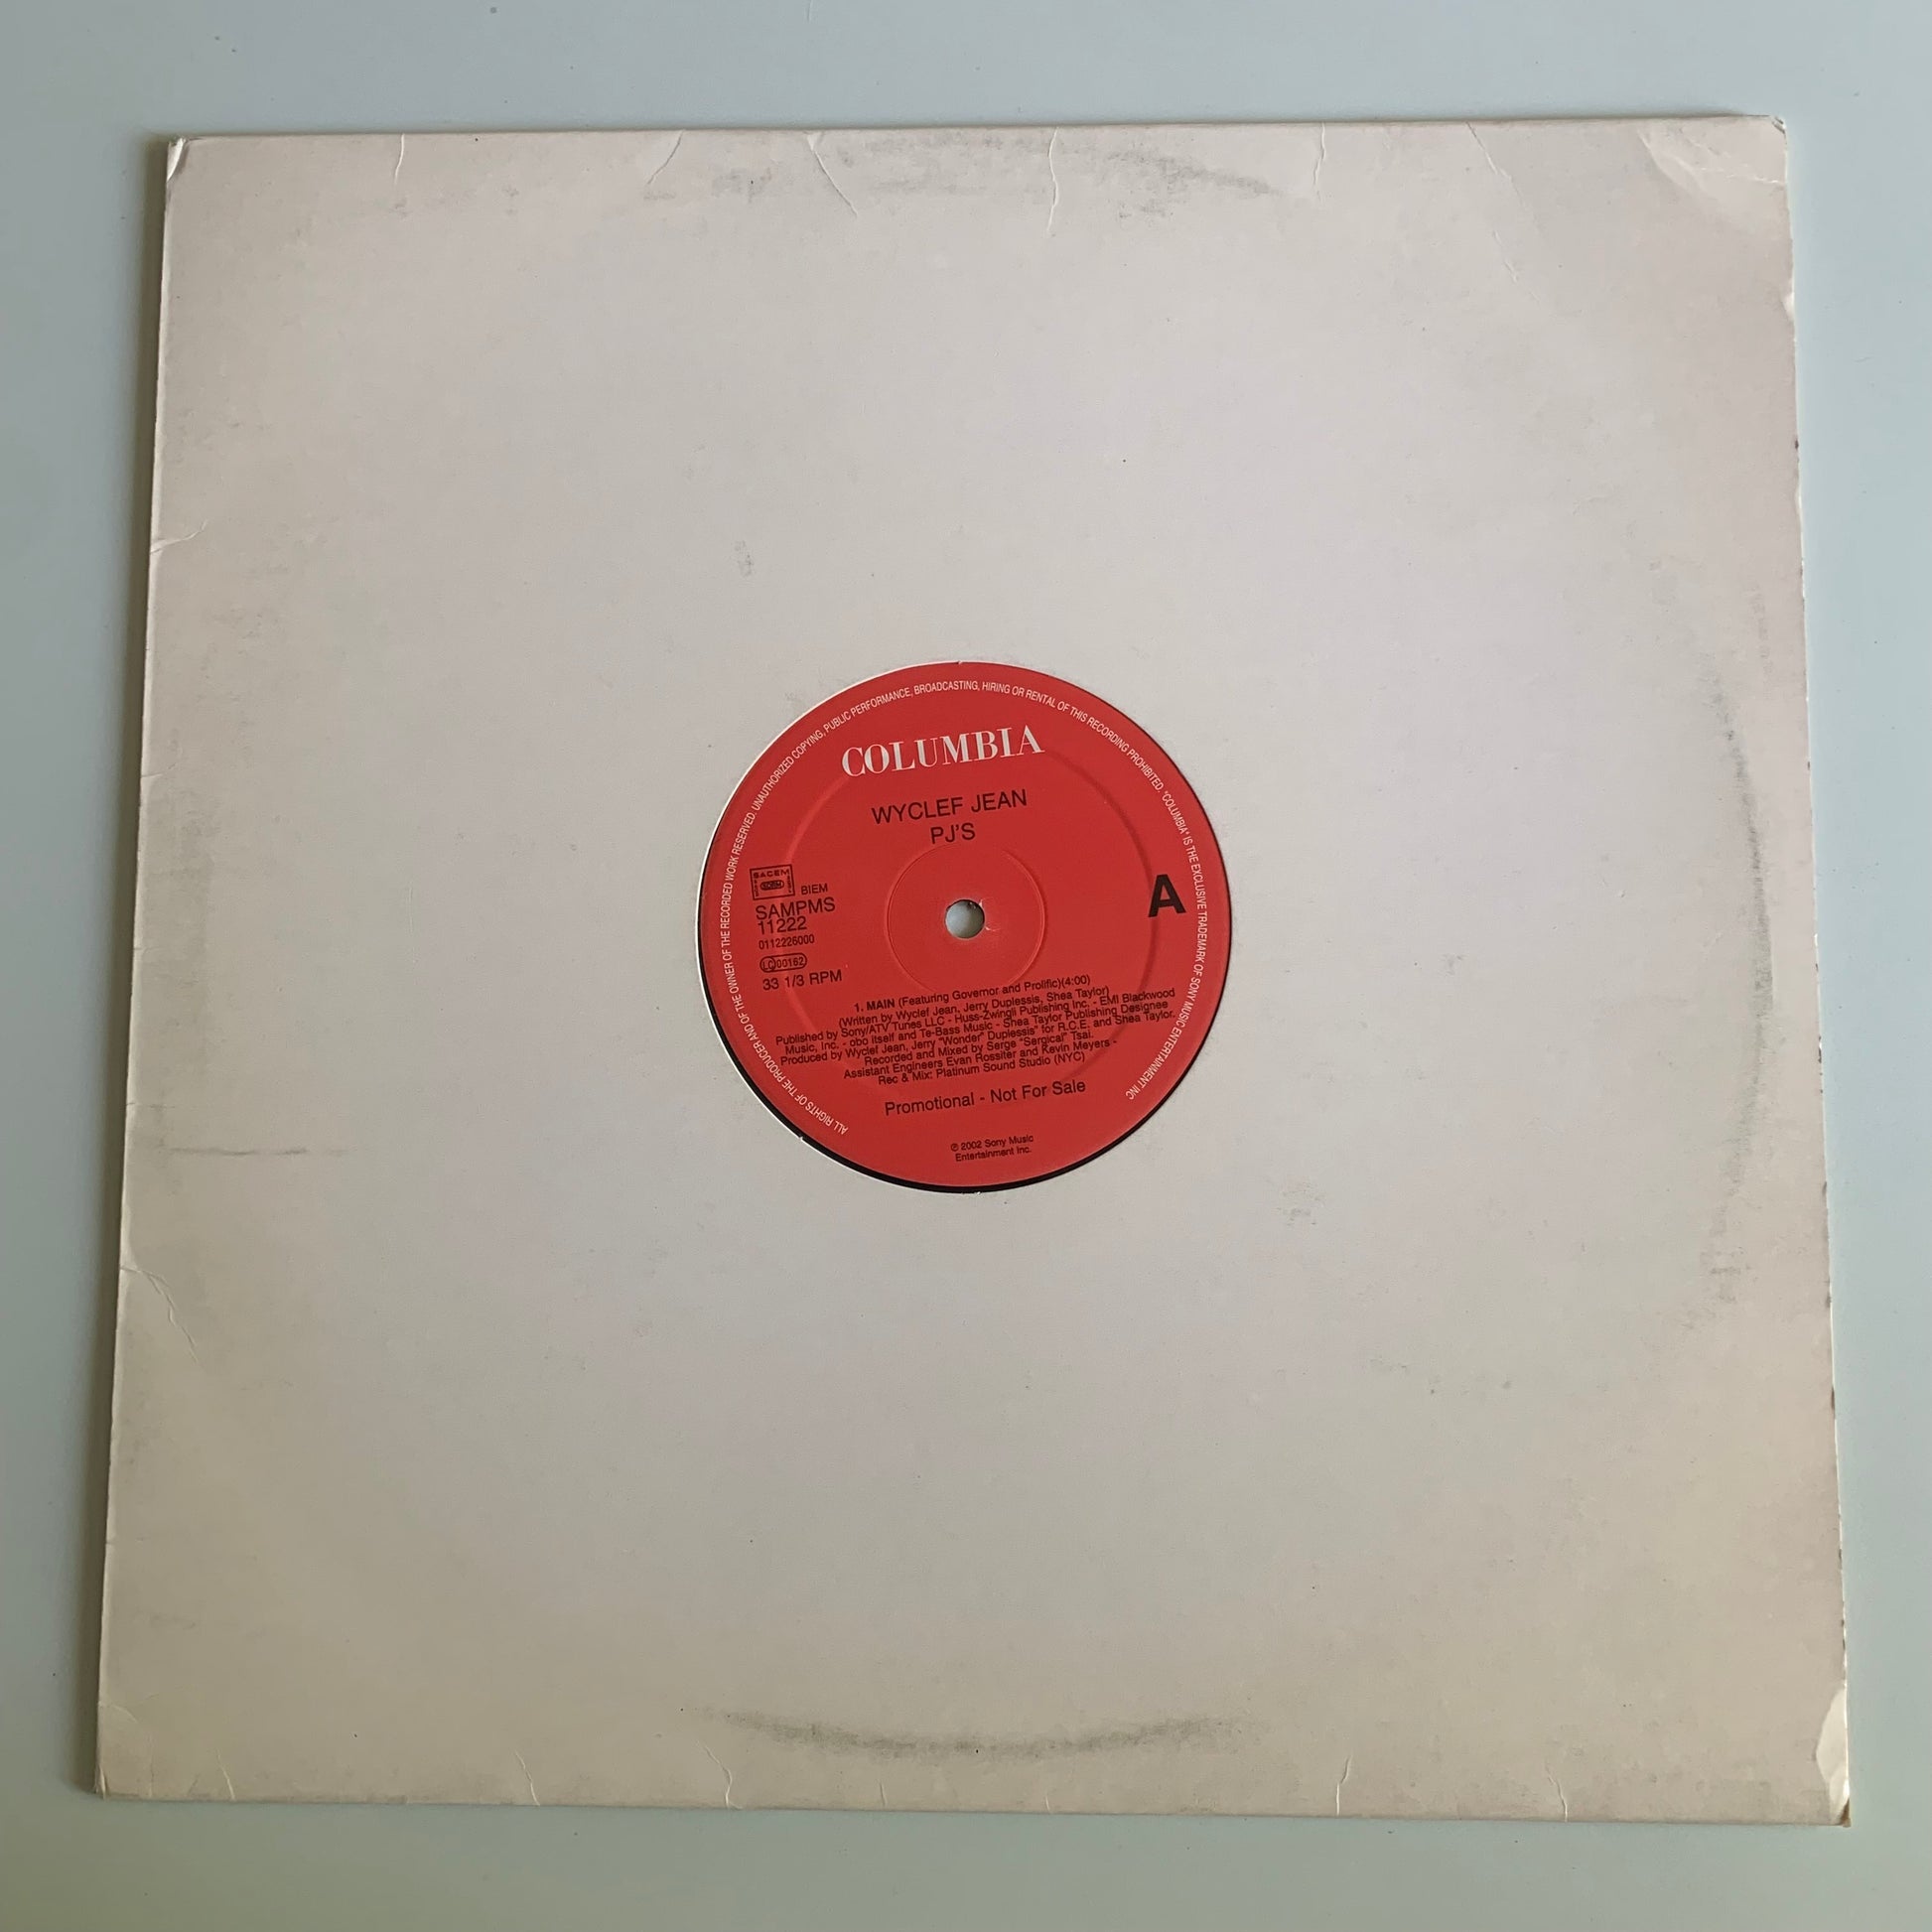 ALL RIGHTS OF THE PRODUCER AND OF THE OWNER OF THE RECORDED WORK RESERVED. UNAUTHORIZED COPYING, PUBLIC PERFORMANCE, BROADCASTING, HIRING OR RENTAL OF THIS RECORDING PROHIBITED. "COLUMBIA" IS THE EXCLUSIVE TRADEMARK OF SONY MUSIC ENTERTAINMENT INC
COLUMBIA
WYCLEF JEAN
PJ'S
SACEM
BIEM
SAMPMS
11222
0112226000
LC 00162
33 1/3 RPM
A
1. MAIN (Featuring Governor and Prolific)(4:00)
(Written by Wyclef Jean, Jerry Duplessis, Shea Taylor)
Published by Sony/ATV Tunes LLC - Huss-Zwingli Publishing Inc. - EMI Blackwood
Music, Inc. - obo itself and Te-Bass Music - Shea Taylor Publishing Designee
Produced by Wyclef Jean, Jerry "Wonder" Duplessis" for R.C.E. and Shea Taylor.
Recorded and Mixed by Serge "Sergical" Tsai.
Assistant Engineers Evan Rossiter and Kevin Meyers -
Rec & Mix: Platinum Sound Studio (NYC)
Promotional - Not For Sale
℗ 2002 Sony Music
Entertainment Inc.